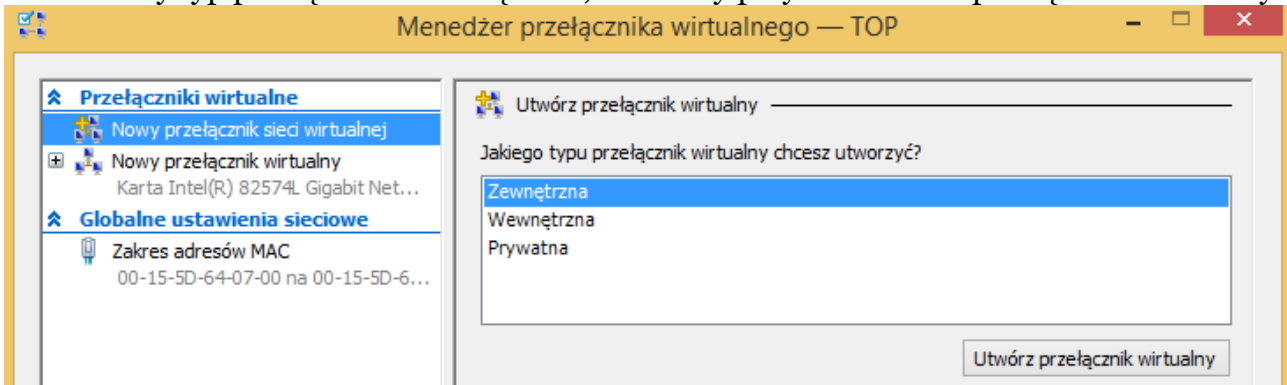 Menedżer przełącznika wirtualnego — TOP
Przełączniki wirtualne
Nowy przełącznik sieci wirtualnej
Nowy przełącznik wirtualny
Karta Intel(R) 82574L Gigabit Net...
Globalne ustawienia sieciowe
Zakres adresów MAC
00-15-5D-64-07-00 na 00-15-5D-6...
Utwórz przełącznik wirtualny
Jakiego typu przełącznik wirtualny chcesz utworzyć?
Zewnętrzna
Wewnętrzna
Prywatna
Utwórz przełącznik wirtualny